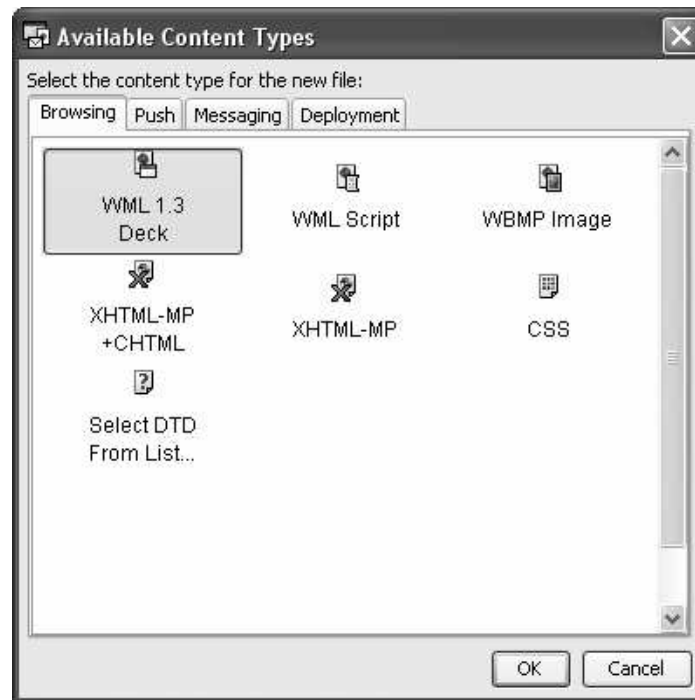 Available Content Types
Select the content type for the new file:
Browsing Push Messaging Deployment
WML 1.3
Deck
WML Script
WBMP Image
XHTML-MP
+CHTML
XHTML-MP
CSS
Select DTD
From List...
OK Cancel